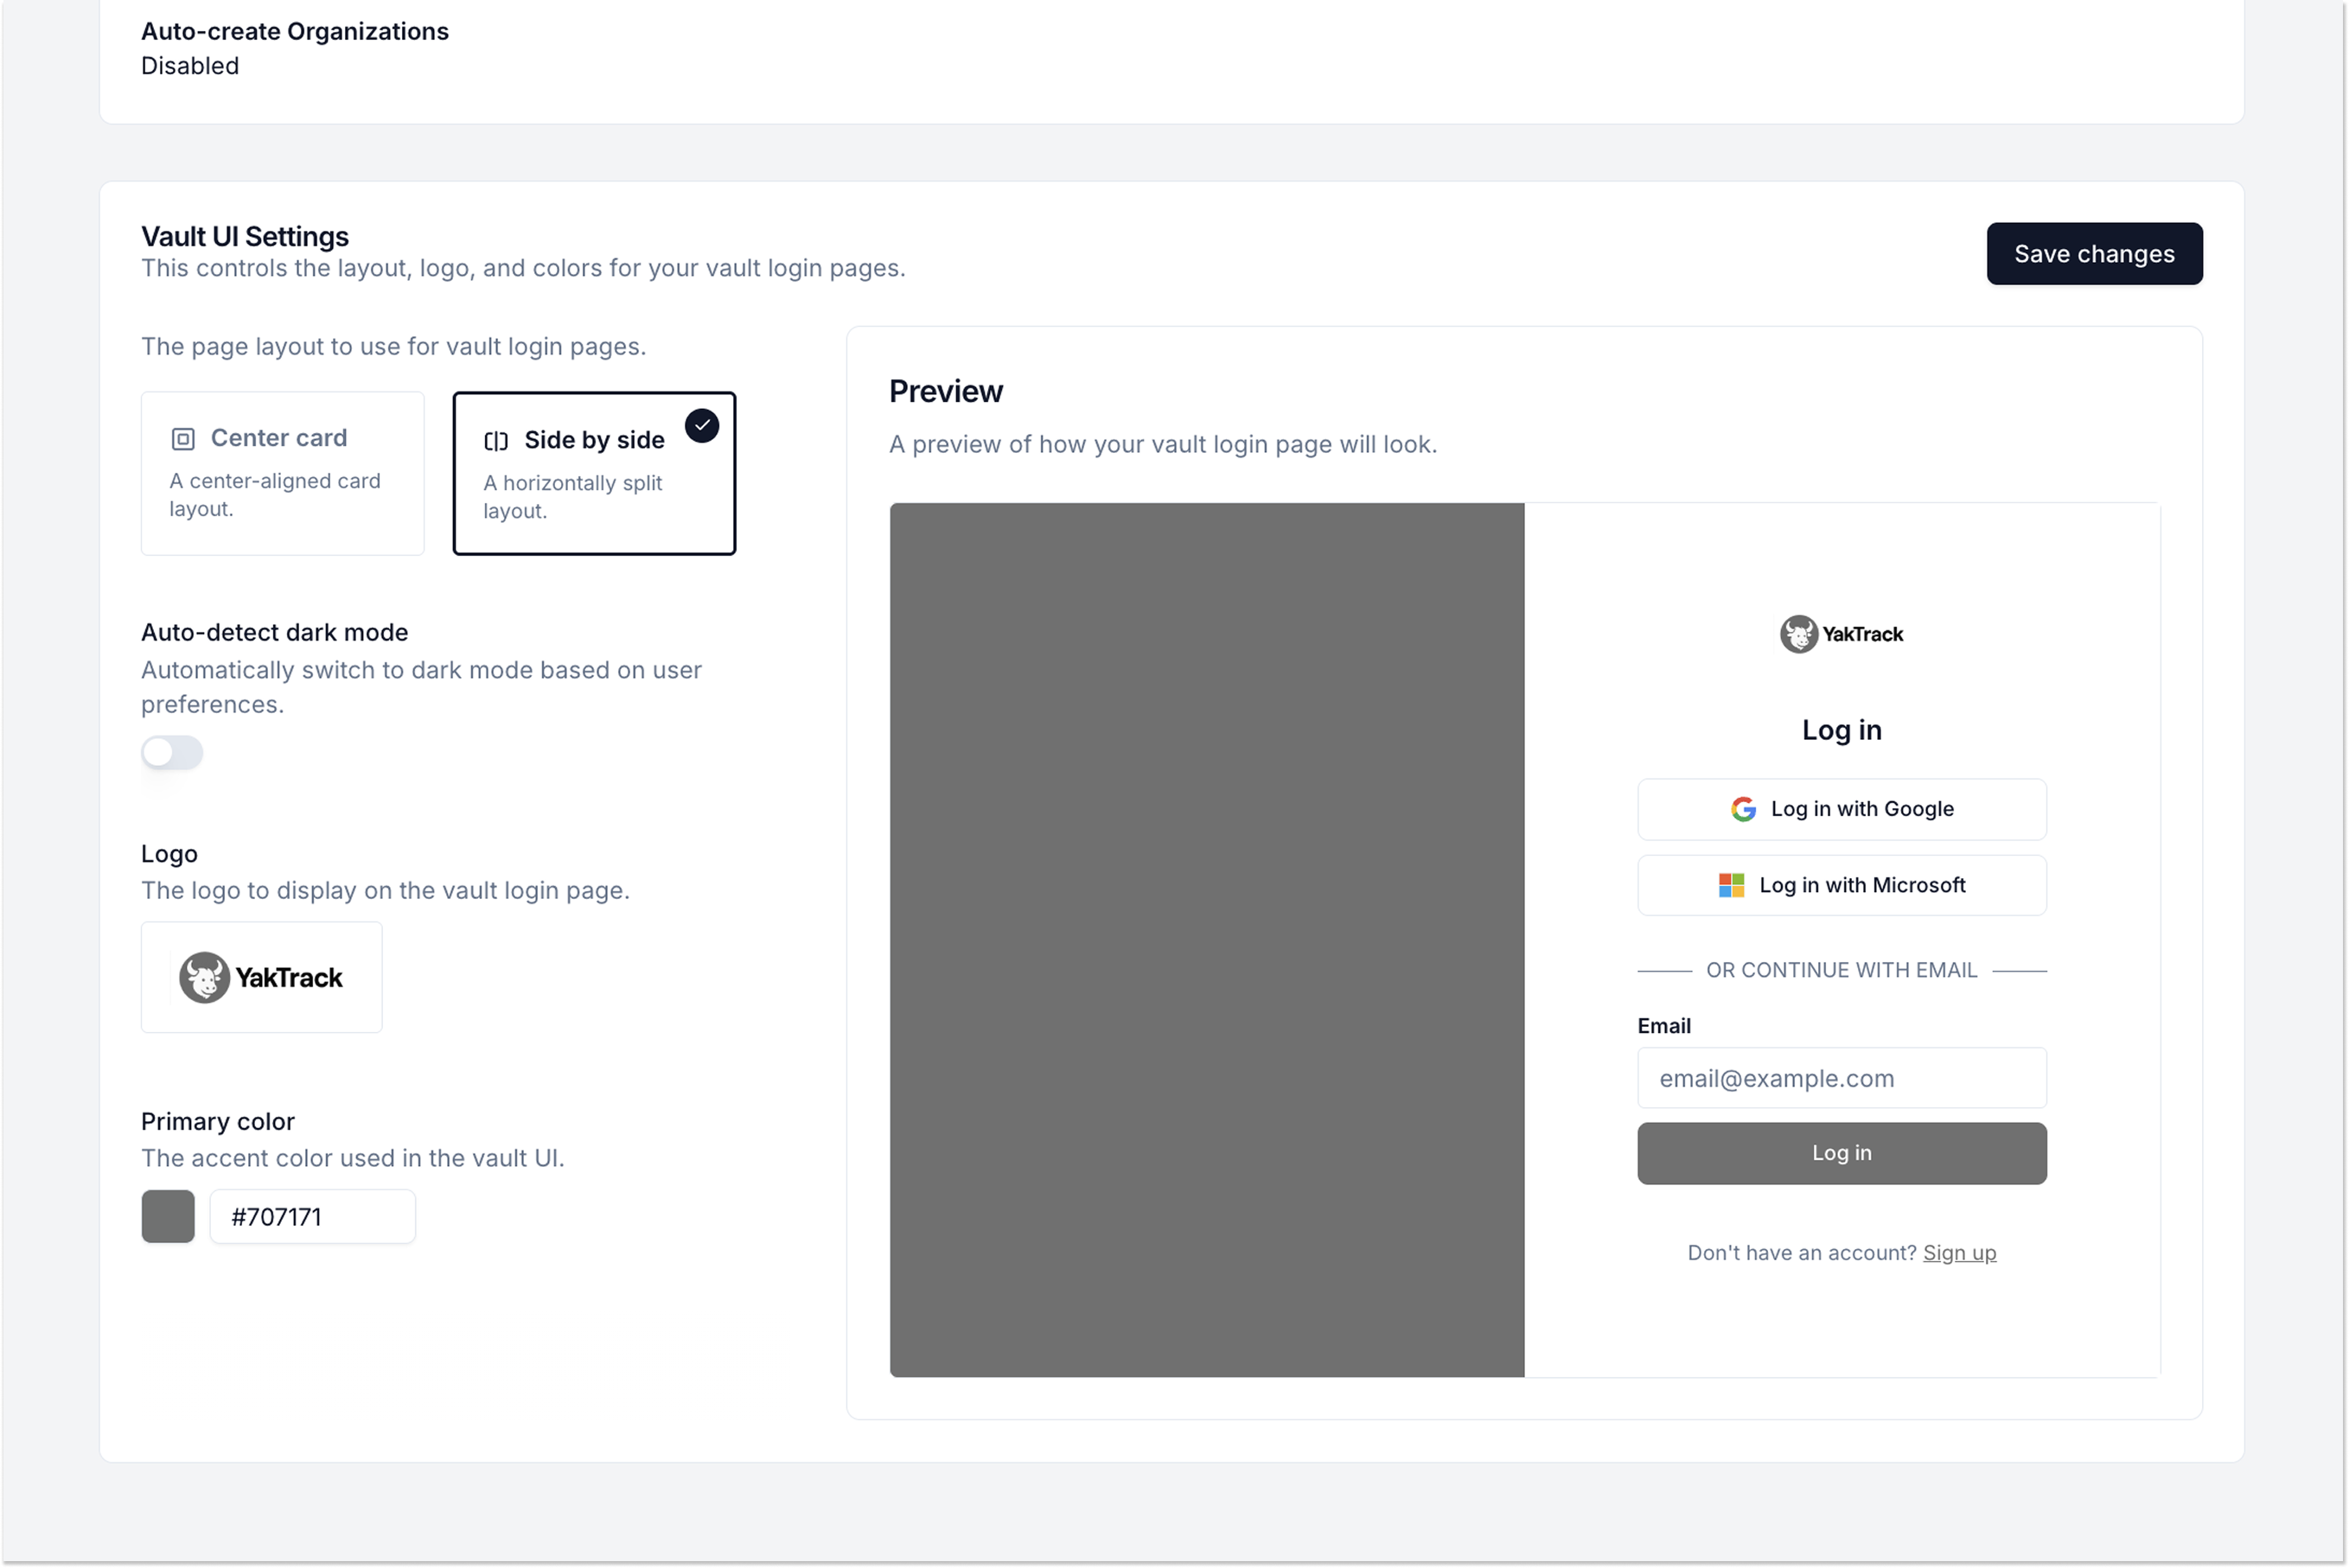 Auto-create Organizations
Disabled
Vault UI Settings
This controls the layout, logo, and colors for your vault login pages.
Save changes
The page layout to use for vault login pages.
Center card
A center-aligned card
layout.
Side by side
A horizontally split
layout.
Auto-detect dark mode
Automatically switch to dark mode based on user
preferences.
Logo
The logo to display on the vault login page.
YakTrack
Primary color
The accent color used in the vault UI.
#707171
Preview
A preview of how your vault login page will look.
YakTrack
Log in
Log in with Google
Log in with Microsoft
OR CONTINUE WITH EMAIL
Email
email@example.com
Log in
Don't have an account? Sign up